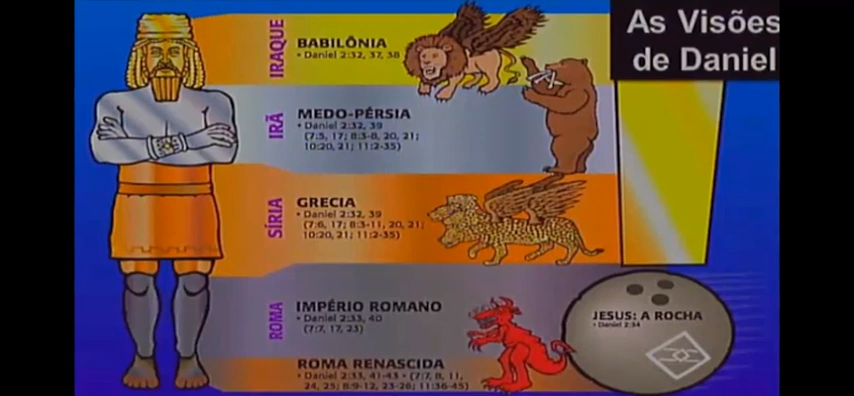 As Visões
de Daniel
IRAQUE
BABILÔNIA
• Daniel 2:32, 37, 38
IRÃ
MEDO-PÉRSIA
• Daniel 2:32, 39
(7:5, 17; 8:3-8, 20, 21;
10:20, 21; 11:2-35)
SÍRIA
GRECIA
• Daniel 2:32, 39
(7:6, 17; 8:3-11, 20, 21;
10:20, 21; 11:2-35)
ROMA
IMPÉRIO ROMANO
• Daniel 2:33, 40
(7:7, 17, 23)
ROMA RENASCIDA
• Daniel 2:33, 41-43 • (7:7, 8, 11,
24, 25; 8:9-12, 23-26; 11:36-45)
JESUS: A ROCHA
• Daniel 2:34